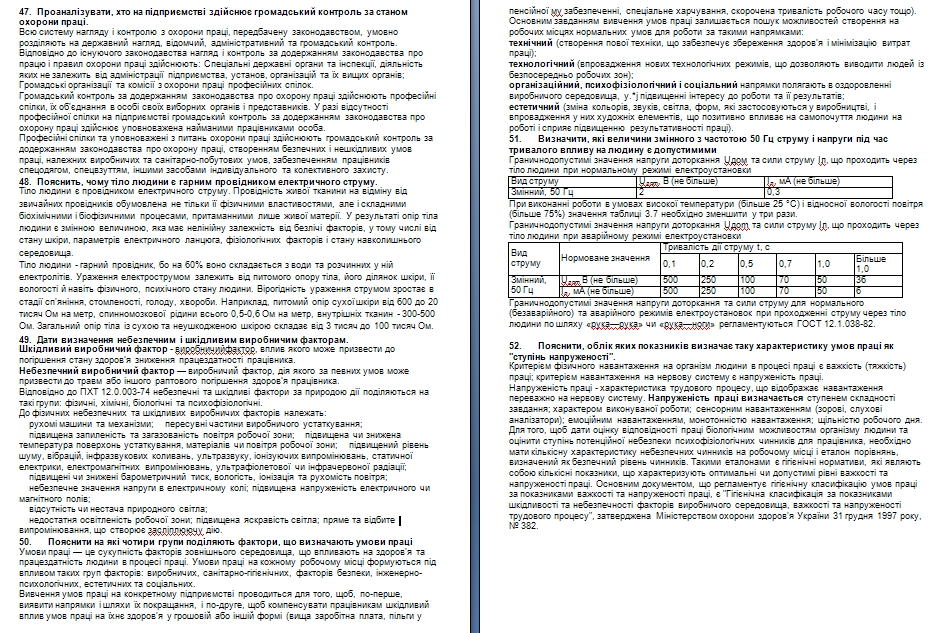 47. Проаналізувати, хто на підприємстві здійснює громадський контроль за станом
охорони праці.
Всю систему нагляду і контролю з охорони праці, передбачену законодавством, умовно
розділяють на державний нагляд, відомчий, адміністративний та громадський контроль.
Відповідно до існуючого законодавства нагляд і контроль за додержанням законодавства про
працю і правил охорони праці здійснюють: Спеціальні державні органи та інспекції, діяльність
яких не залежить від адміністрації підприємства, установ, організацій та їх вищих органів;
Громадські організації та комісії з охорони праці професійних спілок.
Громадський контроль за додержанням законодавства про охорону праці здійснюють професійні
спілки, їх об'єднання в особі своїх виборних органів і представників. У разі відсутності
професійної спілки на підприємстві громадський контроль за додержанням законодавства про
охорону праці здійснює уповноважена найманими працівниками особа.
Професійні спілки та уповноважені з питань охорони праці здійснюють громадський контроль за
додержанням законодавства про охорону праці, створенням безпечних і нешкідливих умов
праці, належних виробничих та санітарно-побутових умов, забезпеченням працівників
спецодягом, спецвзуттям, іншими засобами індивідуального та колективного захисту.
48. Пояснить, чому тіло людини є гарним провідником електричного струму.
Тіло людини є провідником електричного струму. Провідність живої тканини на відміну від
звичайних провідників обумовлена не тільки її фізичними властивостями, але і складними
біохімічними і біофізичними процесами, притаманними лише живої матерії. У результаті опір тіла
людини є змінною величиною, яка має нелінійну залежність від безлічі факторів, у тому числі від
стану шкіри, параметрів електричного ланцюга, фізіологічних факторів і стану навколишнього
середовища.
Тіло людини - гарний провідник, бо на 60% воно складається з води та розчинних у ній
електролітів. Ураження електрострумом залежить від питомого опору тіла, його ділянок шкіри, її
вологості й навіть фізичного, психічного стану людини. Вірогідність ураження струмом зростає в
стадії сп'яніння, стомленості, голоду, хвороби. Наприклад, питомий опір сухої шкіри від 600 до 20
тисяч Ом на метр, спинномозкової рідини всього 0,5-0,6 Ом на метр, внутрішніх тканин - 300-500
Ом. Загальний опір тіла із сухою та неушкодженою шкірою складає від 3 тисяч до 100 тисяч Ом.
49. Дати визначення небезпечним і шкідливим виробничим факторам.
Шкідливий виробничий фактор - виробничийфактор, вплив якого може призвести до
погіршення стану здоров'я зниження працездатності працівника.
Небезпечний виробничий фактор — виробничий фактор, дія якого за певних умов може
призвести до травм або іншого раптового погіршення здоров'я працівника.
Відповідно до ПХТ 12.0.003-74 небезпечні та шкідливі фактори за природою дії поділяються на
такі групи: фізичні, хімічні, біологічні та психофізіологічні.
До фізичних небезпечних та шкідливих виробничих факторів належать:
рухомі машини та механізми; пересувні частини виробничого устаткування;
підвищена запиленість та загазованість повітря робочої зони; підвищена чи знижена
температура поверхонь устаткування, матеріалів чи повітря робочої зони; підвищений рівень
шуму, вібрацій, інфразвукових коливань, ультразвуку, іонізуючих випромінювань, статичної
електрики, електромагнітних випромінювань, ультрафіолетової чи інфрачервоної радіації;
підвищені чи знижені барометричний тиск, вологість, іонізація та рухомість повітря;
небезпечне значення напруги в електричному колі; підвищена напруженість електричного чи
магнітного полів;
відсутність чи нестача природного світла;
недостатня освітленість робочої зони; підвищена яскравість світла; пряме та відбите
випромінювання, що створює засліплюючу дію.
50. Пояснити на які чотири групи поділяють фактори, що визначають умови праці
Умови праці — це сукупність факторів зовнішнього середовища, що впливають на здоров'я та
працездатність людини в процесі праці. Умови праці на кожному робочому місці формуються під
впливом таких груп факторів: виробничих, санітарно-гігієнічних, факторів безпеки, інженерно-
психологічних, естетичних та соціальних.
Вивчення умов праці на конкретному підприємстві проводиться для того, щоб, по-перше,
виявити напрямки і шляхи їх покращання, і по-друге, щоб компенсувати працівникам шкідливий
вплив умов праці на їхнє здоров'я у грошовій або іншій формі (вища заробітна плата, пільги у
пенсійної му забезпеченні, спеціальне харчування, скорочена тривалість робочого часу тощо).
Основним завданням вивчення умов праці залишається пошук можливостей створення на
робочих місцях нормальних умов для роботи за такими напрямками:
технічний (створення пової техніки, що забезпечує збереження здоров'я і мінімізацію витрат
праці);
технологічний (впровадження нових технологічних режимів, що дозволяють виводити людей із
безпосередньо робочих зон);
організаційний, психофізіологічний і соціальний напрямки полягають в оздоровленні
виробничого середовища, у.*j підвищенні інтересу до роботи та її результатів;
естетичний (зміна кольорів, звуків, світла, форм, які застосовуються у виробництві, і
впровадження у них художніх елементів, що позитивно впливає на самопочуття людини на
роботі і сприяє підвищенню результативності праці).
51. Визначити, які величини змінного з частотою 50 Гц струму і напруги під час
тривалого впливу на людину є допустимими
Граничнодопустимі значення напруги доторкання Uдom та сили струму Iл, що проходить через
тіло людини при нормальному режимі електроустановки
Вид струму Uдот, В (не більше) Iл, мА (не більше)
Змінний, 50 Гц 2 0,3
При виконанні роботи в умовах високої температури (більше 25 °С) і відносної вологості повітря
(більше 75%) значення таблиці 3.7 необхідно зменшити у три рази.
Граничнодопустимі значення напруги доторкання Uдom та сили струму Iл, що проходить через
тіло людини при аварійному режимі електроустановки
Вид струму Нормоване значення Тривалість дії струму t, с
0,1 0,2 0,5 0,7 1,0 Більше 1,0
Змінний, 50 Гц Uдот, В (не більше) 500 250 100 70 50 36
Iл, мА (не більше) 500 250 100 70 50 6
Граничнодопустимі значення напруги доторкання та сили струму для нормального
(безаварійного) та аварійного режимів електроустановок при проходженні струму через тіло
людини по шляху «рука—рука» чи «рука—ноги» регламентуються ГОСТ 12.1.038-82.
52. Пояснити, облік яких показників визначає таку характеристику умов праці як
"ступінь напруженості".
Критерієм фізичного навантаження на організм людини в процесі праці є важкість (тяжкість)
праці; критерієм навантаження на нервову систему є напруженість праці.
Напруженість праці - характеристика трудового процесу, що відображає навантаження
переважно на нервову систему. Напруженість праці визначається ступенем складності
завдання; характером виконуваної роботи; сенсорним навантаженням (зорові, слухові
аналізатори); емоційним навантаженням, монотонністю навантаження; щільністю робочого дня.
Для того, щоб дати оцінку відповідності праці біологічним можливостям організму людини та
оцінити ступінь потенційної небезпеки психофізіологічних чинників для працівника, необхідно
мати кількісну характеристику небезпечних чинників на робочому місці і еталон порівнянь,
визначений як безпечний рівень чинників. Такими еталонами є гігієнічні нормативи, які являють
собою кількісні показники, що характеризують оптимальні чи допустимі рівні важкості та
напруженості праці. Основним документом, що регламентує гігієнічну класифікацію умов праці
за показниками важкості та напруженості праці, є "Гігієнічна класифікація за показниками
шкідливості та небезпечності факторів виробничого середовища, важкості та напруженості
трудового процесу", затверджена Міністерством охорони здоров'я України 31 грудня 1997 року,
№ 382.